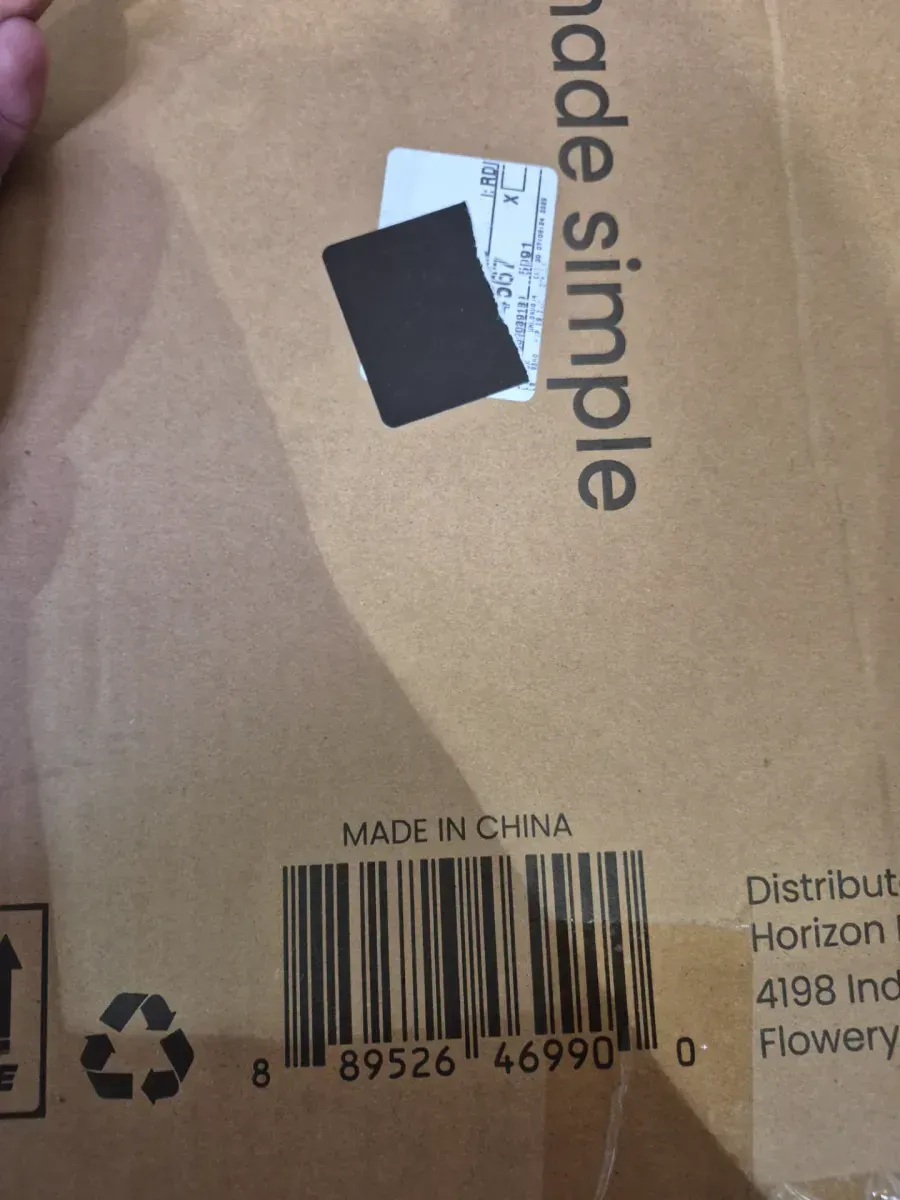 made simple
X
MADE IN CHINA
8 89526 46990 0
Distribut
Horizon
4198 Ind
Flowery
E